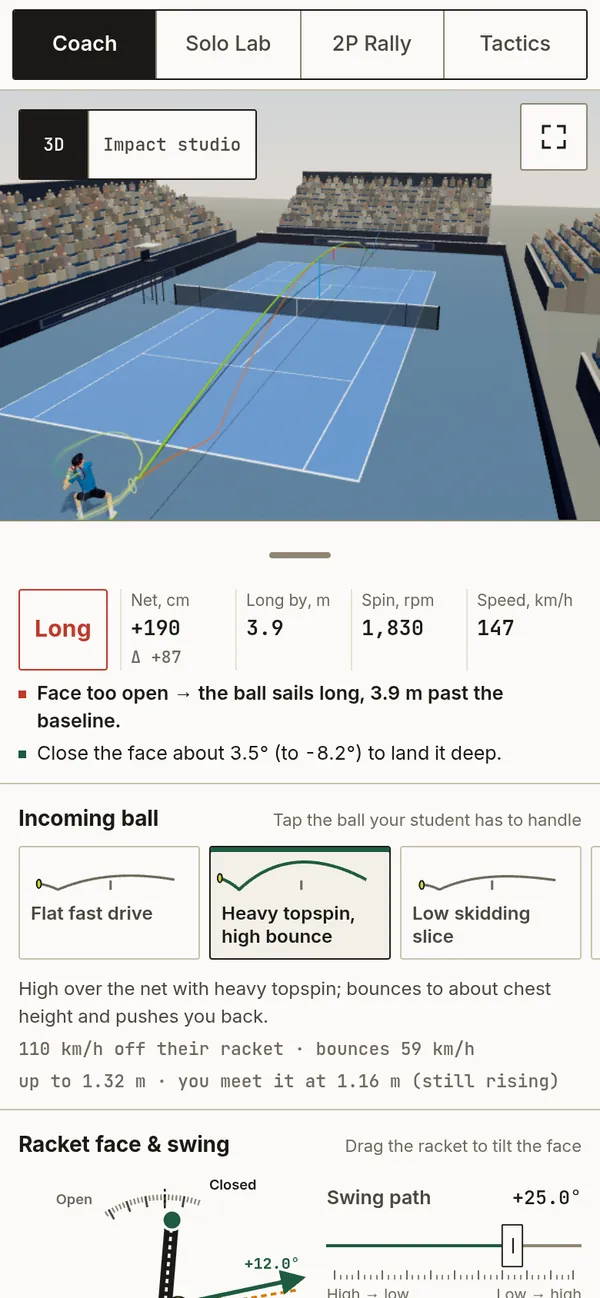 Coach
Solo Lab
2P Rally
Tactics
3D
Impact studio
Long
Net, cm
+190
Δ +87
Long by, m
3.9
Spin, rpm
1,830
Speed, km/h
147
Face too open → the ball sails long, 3.9 m past the
baseline.
Close the face about 3.5° (to -8.2°) to land it deep.
Incoming ball
Tap the ball your student has to handle
Flat fast drive
Heavy topspin,
high bounce
Low skidding
slice
High over the net with heavy topspin; bounces to about chest
height and pushes you back.
110 km/h off their racket · bounces 59 km/h
up to 1.32 m · you meet it at 1.16 m (still rising)
Racket face & swing
Drag the racket to tilt the face
Open
Closed
+12.0°
Swing path
+25.0°
High → low
Low → high